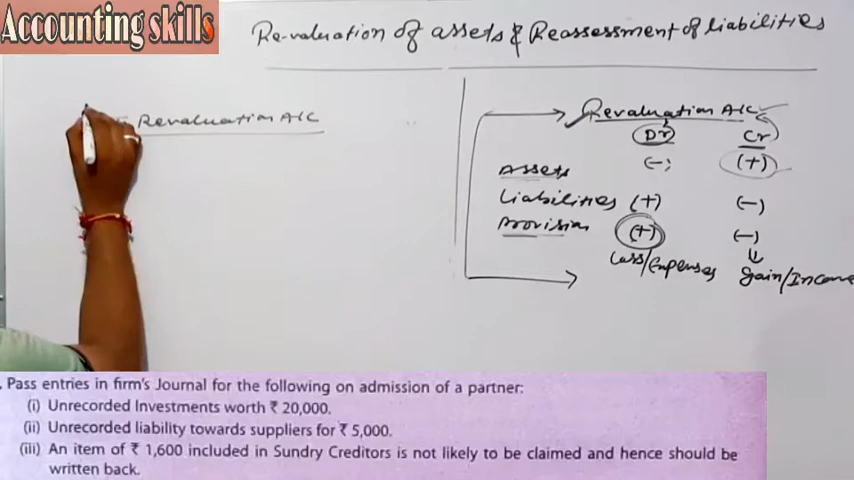 Accounting skills
Re-valuation of assets & Reassessment of liabilities
Revaluation A/C
Revaluation A/C
Dr Cr
Assets (-) (+)
Liabilities (+) (-)
Provision (+) (-)
Loss/Expenses Gain/Income
. Pass entries in firm's Journal for the following on admission of a partner:
(i) Unrecorded Investments worth ₹ 20,000.
(ii) Unrecorded liability towards suppliers for ₹ 5,000.
(iii) An item of ₹ 1,600 included in Sundry Creditors is not likely to be claimed and hence should be
written back.